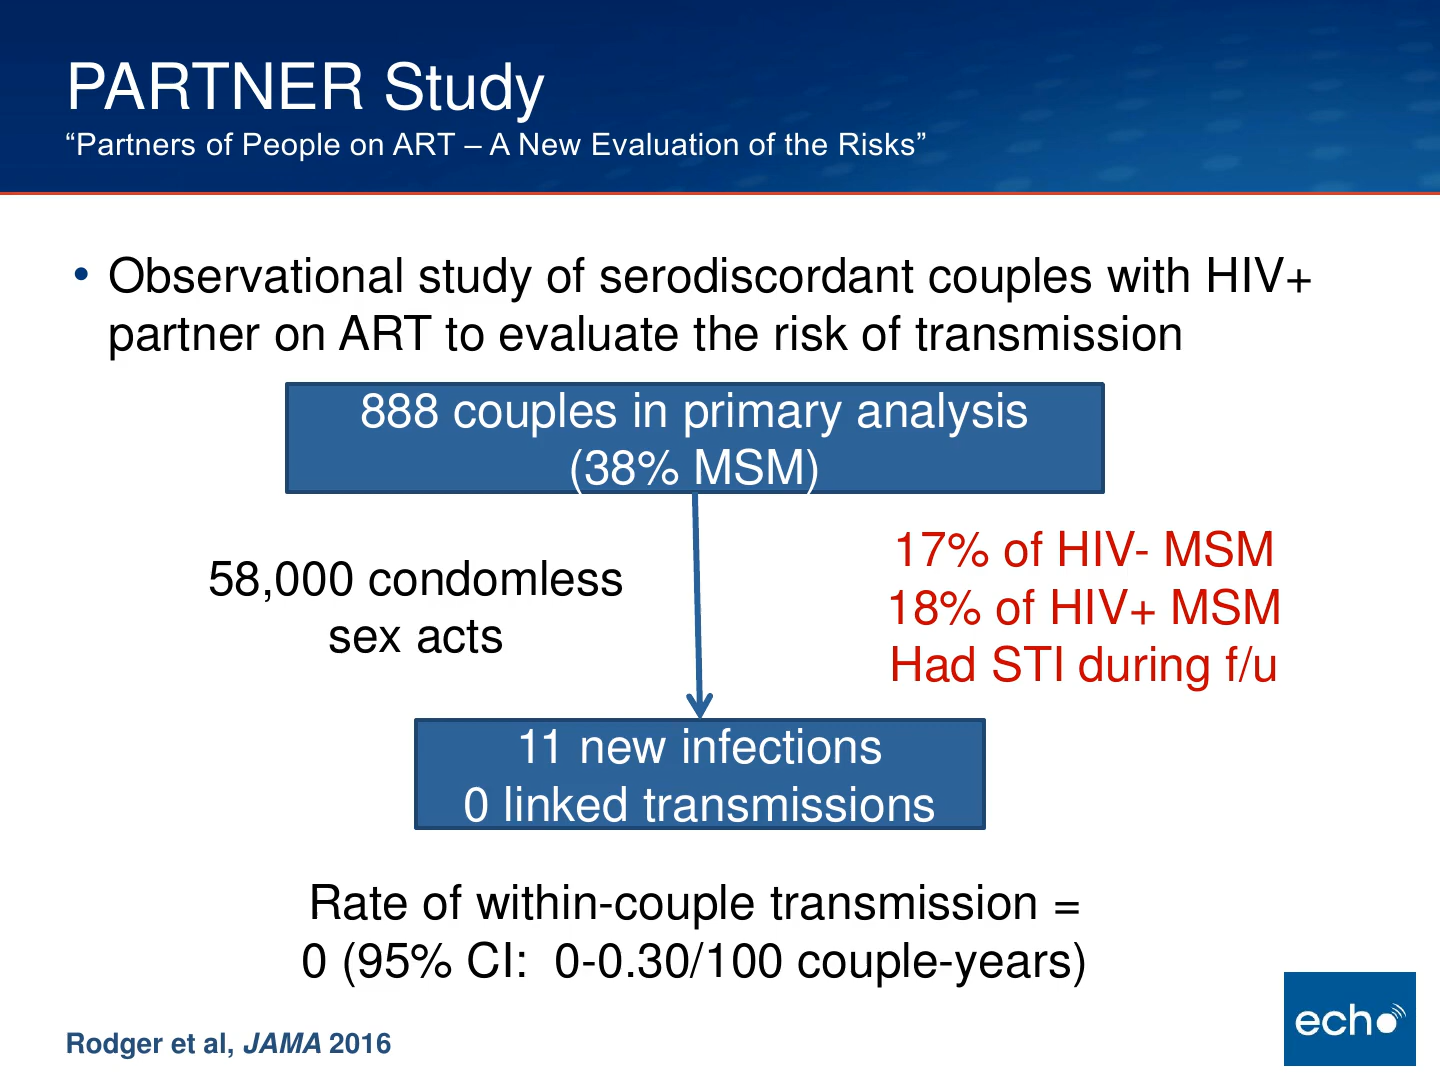 PARTNER Study
“Partners of People on ART – A New Evaluation of the Risks”
• Observational study of serodiscordant couples with HIV+
partner on ART to evaluate the risk of transmission
888 couples in primary analysis
(38% MSM)
58,000 condomless
sex acts
17% of HIV- MSM
18% of HIV+ MSM
Had STI during f/u
11 new infections
0 linked transmissions
Rate of within-couple transmission =
0 (95% CI:  0-0.30/100 couple-years)
Rodger et al, JAMA 2016
echo